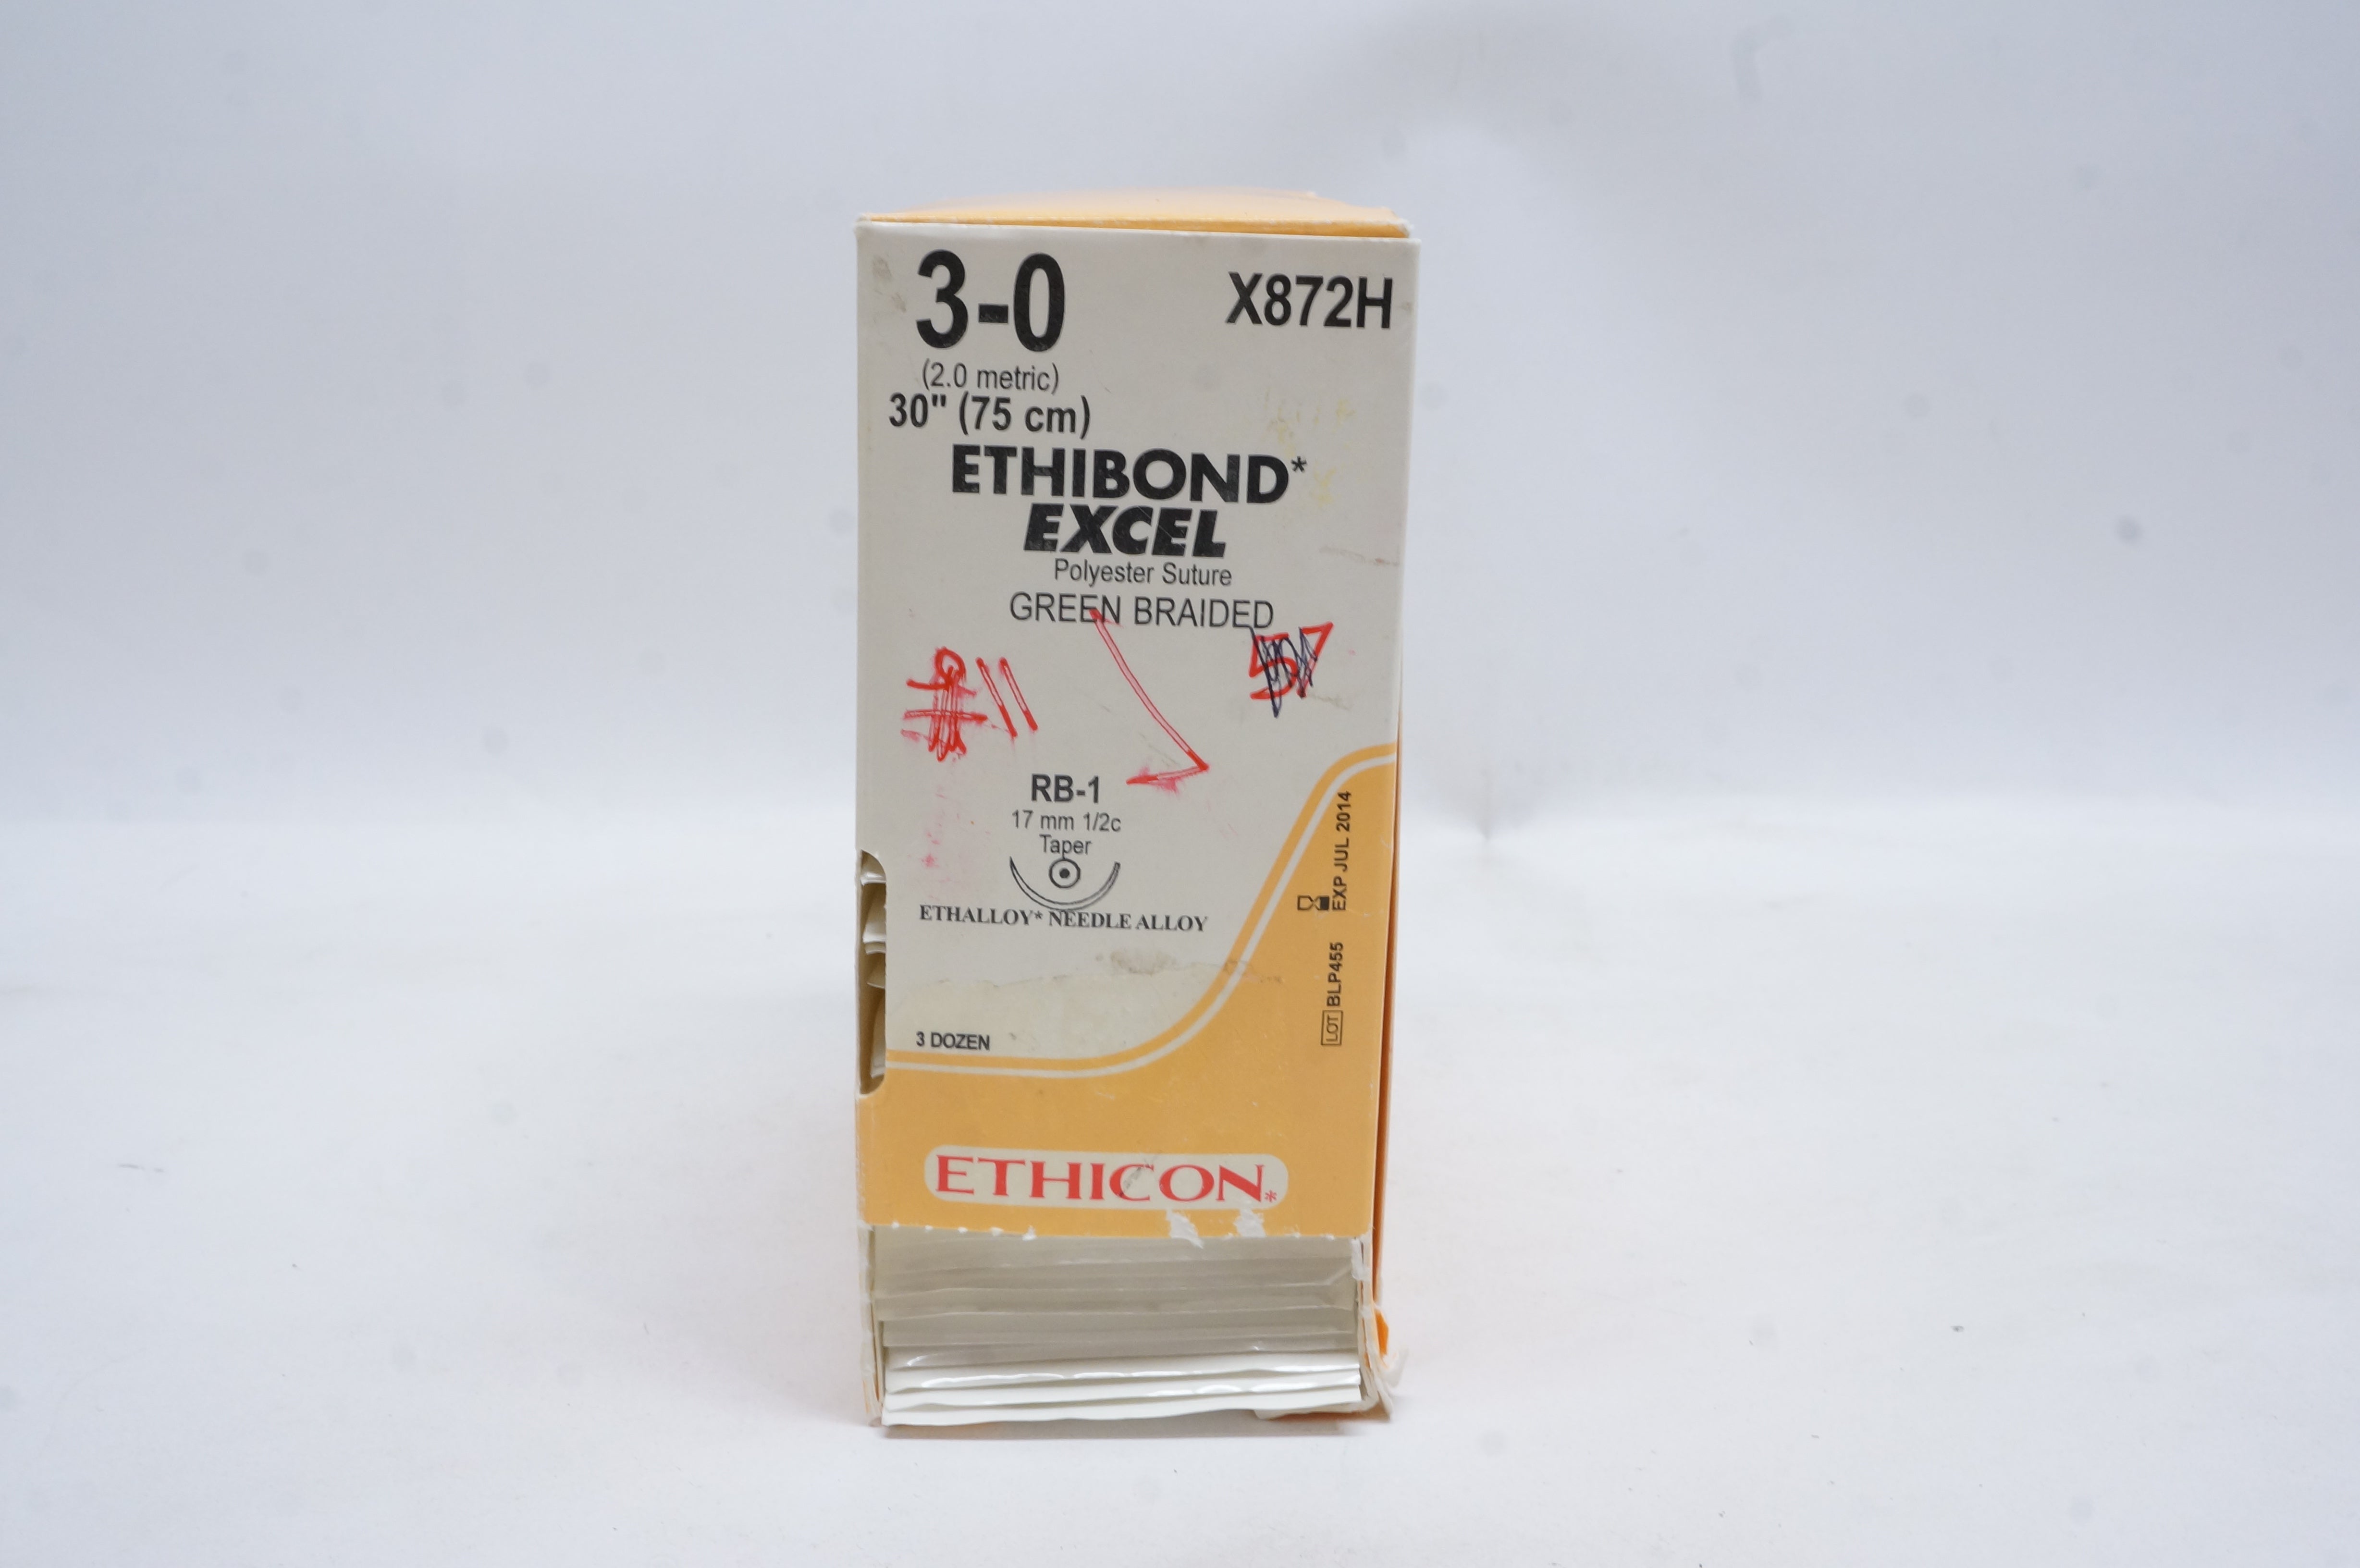 3-0
X872H
(2.0 metric)
30" (75 cm)
ETHIBOND*
EXCEL
Polyester Suture
GREEN BRAIDED
57
RB-1
17 mm 1/2c
Taper
ETHALLOY* NEEDLE ALLOY
EXP JUL 2014
LOT BLP455
3 DOZEN
ETHICON*